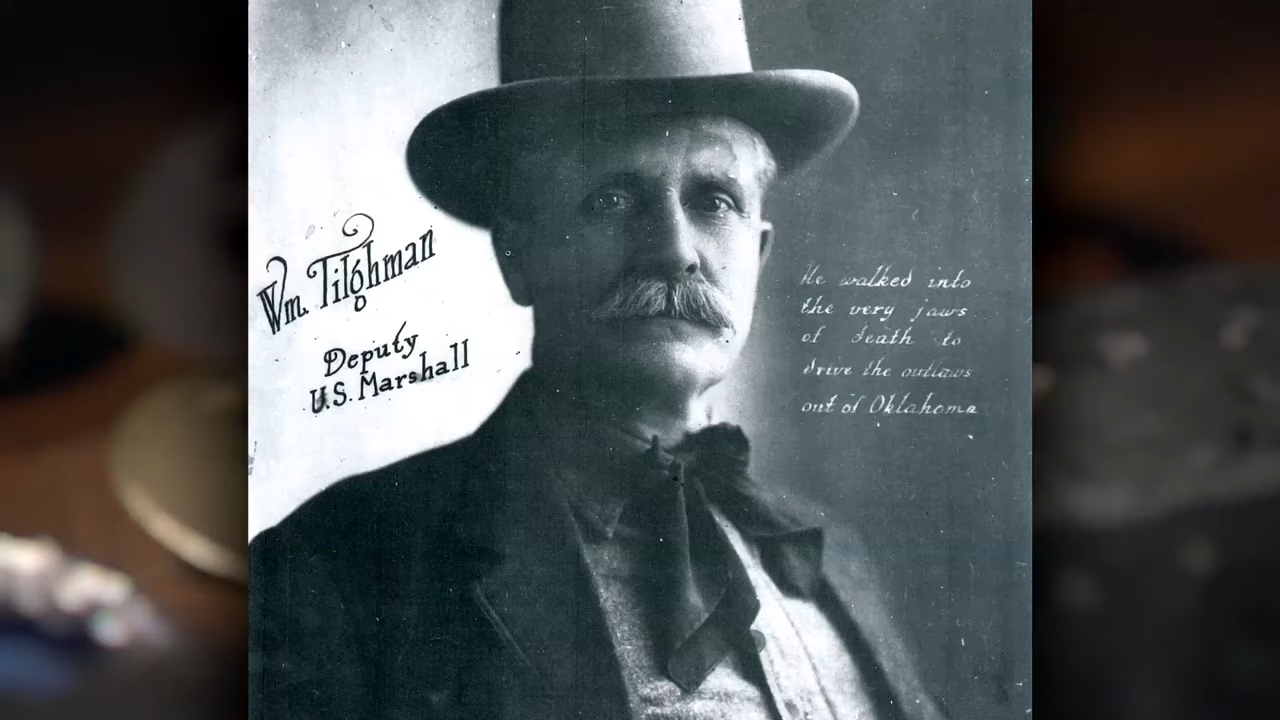 Wm. Tilghman
Deputy
U.S. Marshall
He walked into
the very jaws
of death to
drive the outlaws
out of Oklahoma